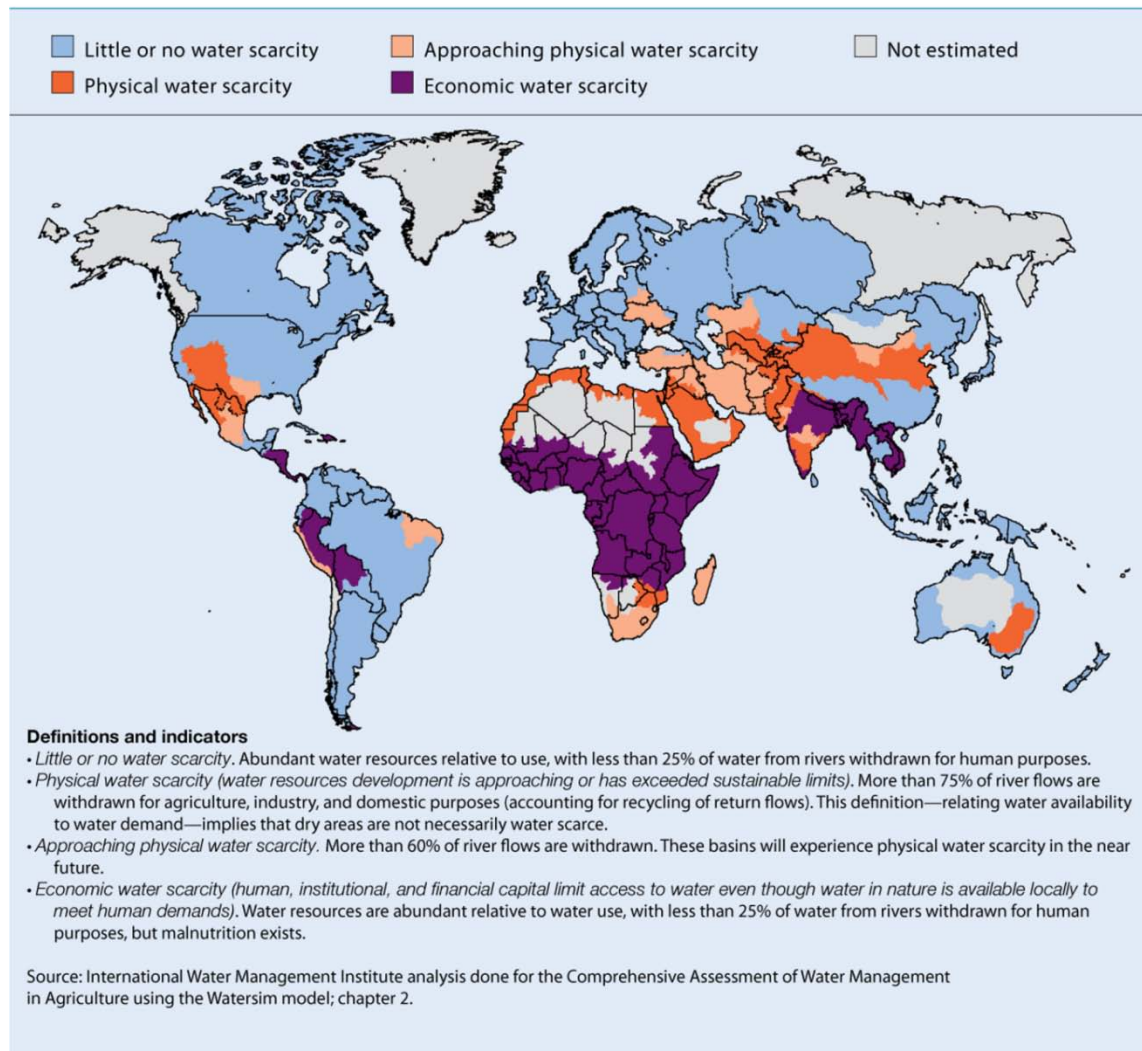 Little or no water scarcity
Approaching physical water scarcity
Not estimated
Physical water scarcity
Economic water scarcity
Definitions and indicators
• Little or no water scarcity. Abundant water resources relative to use, with less than 25% of water from rivers withdrawn for human purposes.
• Physical water scarcity (water resources development is approaching or has exceeded sustainable limits). More than 75% of river flows are
withdrawn for agriculture, industry, and domestic purposes (accounting for recycling of return flows). This definition—relating water availability
to water demand—implies that dry areas are not necessarily water scarce.
• Approaching physical water scarcity. More than 60% of river flows are withdrawn. These basins will experience physical water scarcity in the near
future.
• Economic water scarcity (human, institutional, and financial capital limit access to water even though water in nature is available locally to
meet human demands). Water resources are abundant relative to water use, with less than 25% of water from rivers withdrawn for human
purposes, but malnutrition exists.
Source: International Water Management Institute analysis done for the Comprehensive Assessment of Water Management
in Agriculture using the Watersim model; chapter 2.